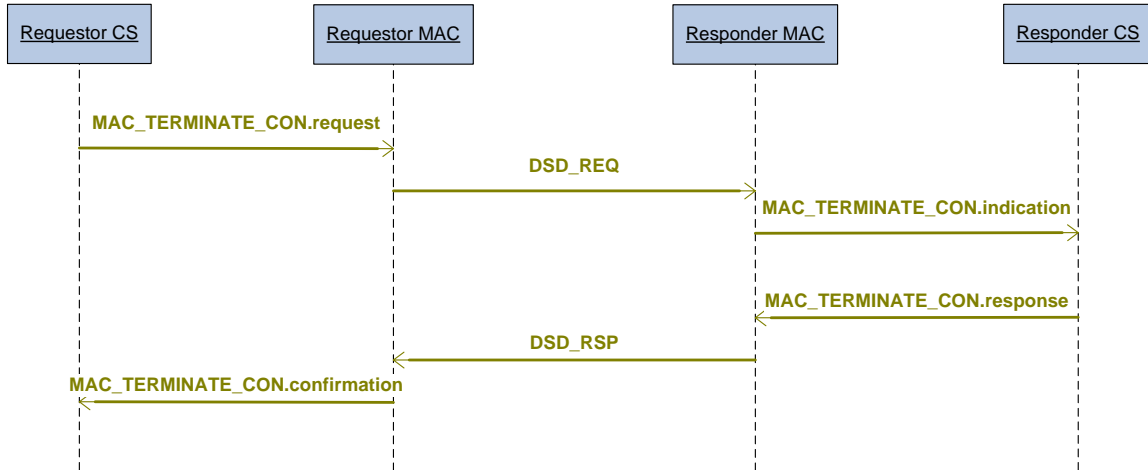 Requestor CS
Requestor MAC
Responder MAC
Responder CS
MAC_TERMINATE_CON.request
DSD_REQ
MAC_TERMINATE_CON.indication
MAC_TERMINATE_CON.response
DSD_RSP
MAC_TERMINATE_CON.confirmation